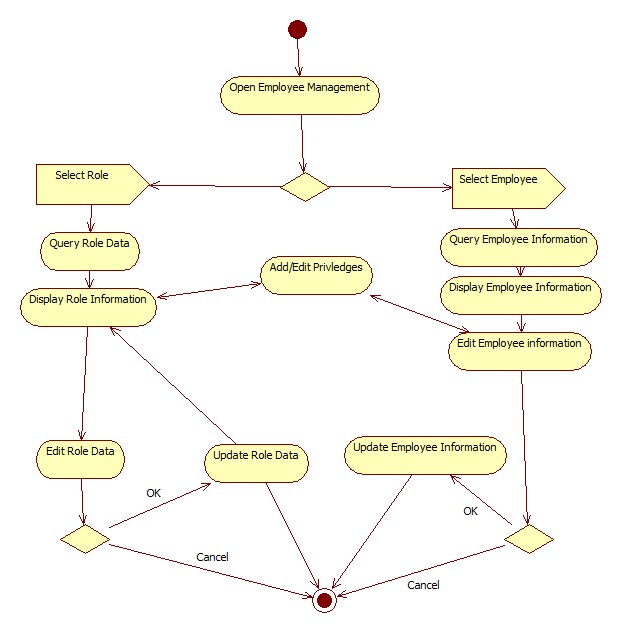 Open Employee Management
Select Role
Select Employee
Query Role Data
Query Employee Information
Add/Edit Privledges
Display Role Information
Display Employee Information
Edit Employee information
Edit Role Data
Update Role Data
Update Employee Information
OK
OK
Cancel
Cancel